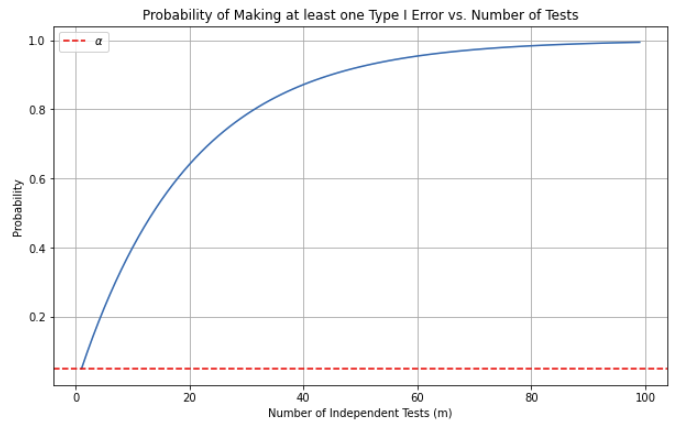 Probability of Making at least one Type I Error vs. Number of Tests
α
1.0
0.8
0.6
0.4
0.2
Probability
0 20 40 60 80 100
Number of Independent Tests (m)